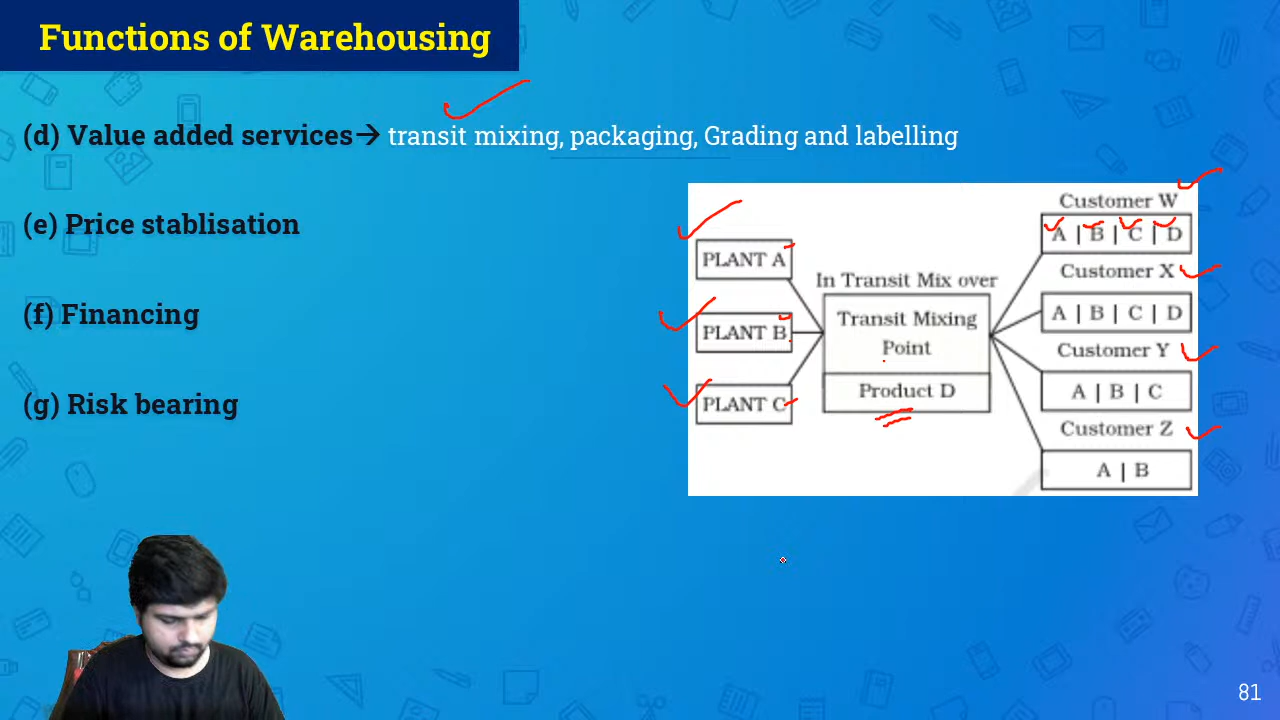 Functions of Warehousing
(d) Value added services→ transit mixing, packaging, Grading and labelling
(e) Price stablisation
(f) Financing
(g) Risk bearing
PLANT A
PLANT B
PLANT C
In Transit Mix over
Transit Mixing
Point
Product D
Customer W
A | B | C | D
Customer X
A | B | C | D
Customer Y
A | B | C
Customer Z
A | B
81